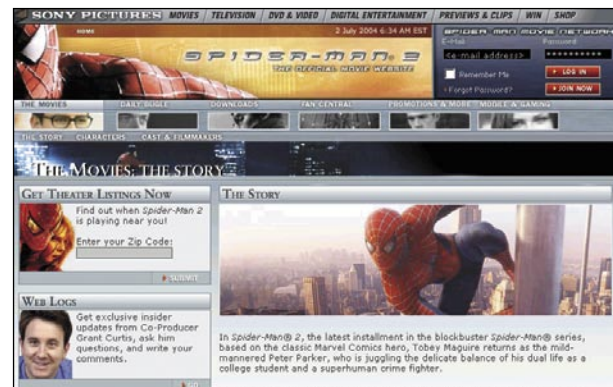 SONY PICTURES MOVIES TELEVISION DVD & VIDEO DIGITAL ENTERTAINMENT PREVIEWS & CLIPS WIN SHOP
HOME
2 July 2004 6:34 AM EST
SPIDER-MAN 2
THE OFFICIAL MOVIE WEBSITE
SPIDER MAN MOVIE NETWORK
E-Mail Password
<e-mail address> **********
Remember Me
LOG IN
Forgot Password?
JOIN NOW
THE MOVIES DAILY BUGLE DOWNLOADS FAN CENTRAL PROMOTIONS & MORE MOBILE & GAMING
THE STORY CHARACTERS CAST & FILMMAKERS
THE MOVIES: THE STORY
GET THEATER LISTINGS NOW
Find out when Spider-Man 2
is playing near you!
Enter your Zip Code:
SUBMIT
WEB LOGS
Get exclusive insider
updates from Co-Producer
Grant Curtis, ask him
questions, and write your
comments.
GO
THE STORY
In Spider-Man® 2, the latest installment in the blockbuster Spider-Man® series,
based on the classic Marvel Comics hero, Tobey Maguire returns as the mild-
mannered Peter Parker, who is juggling the delicate balance of his dual life as a
college student and a superhuman crime fighter.